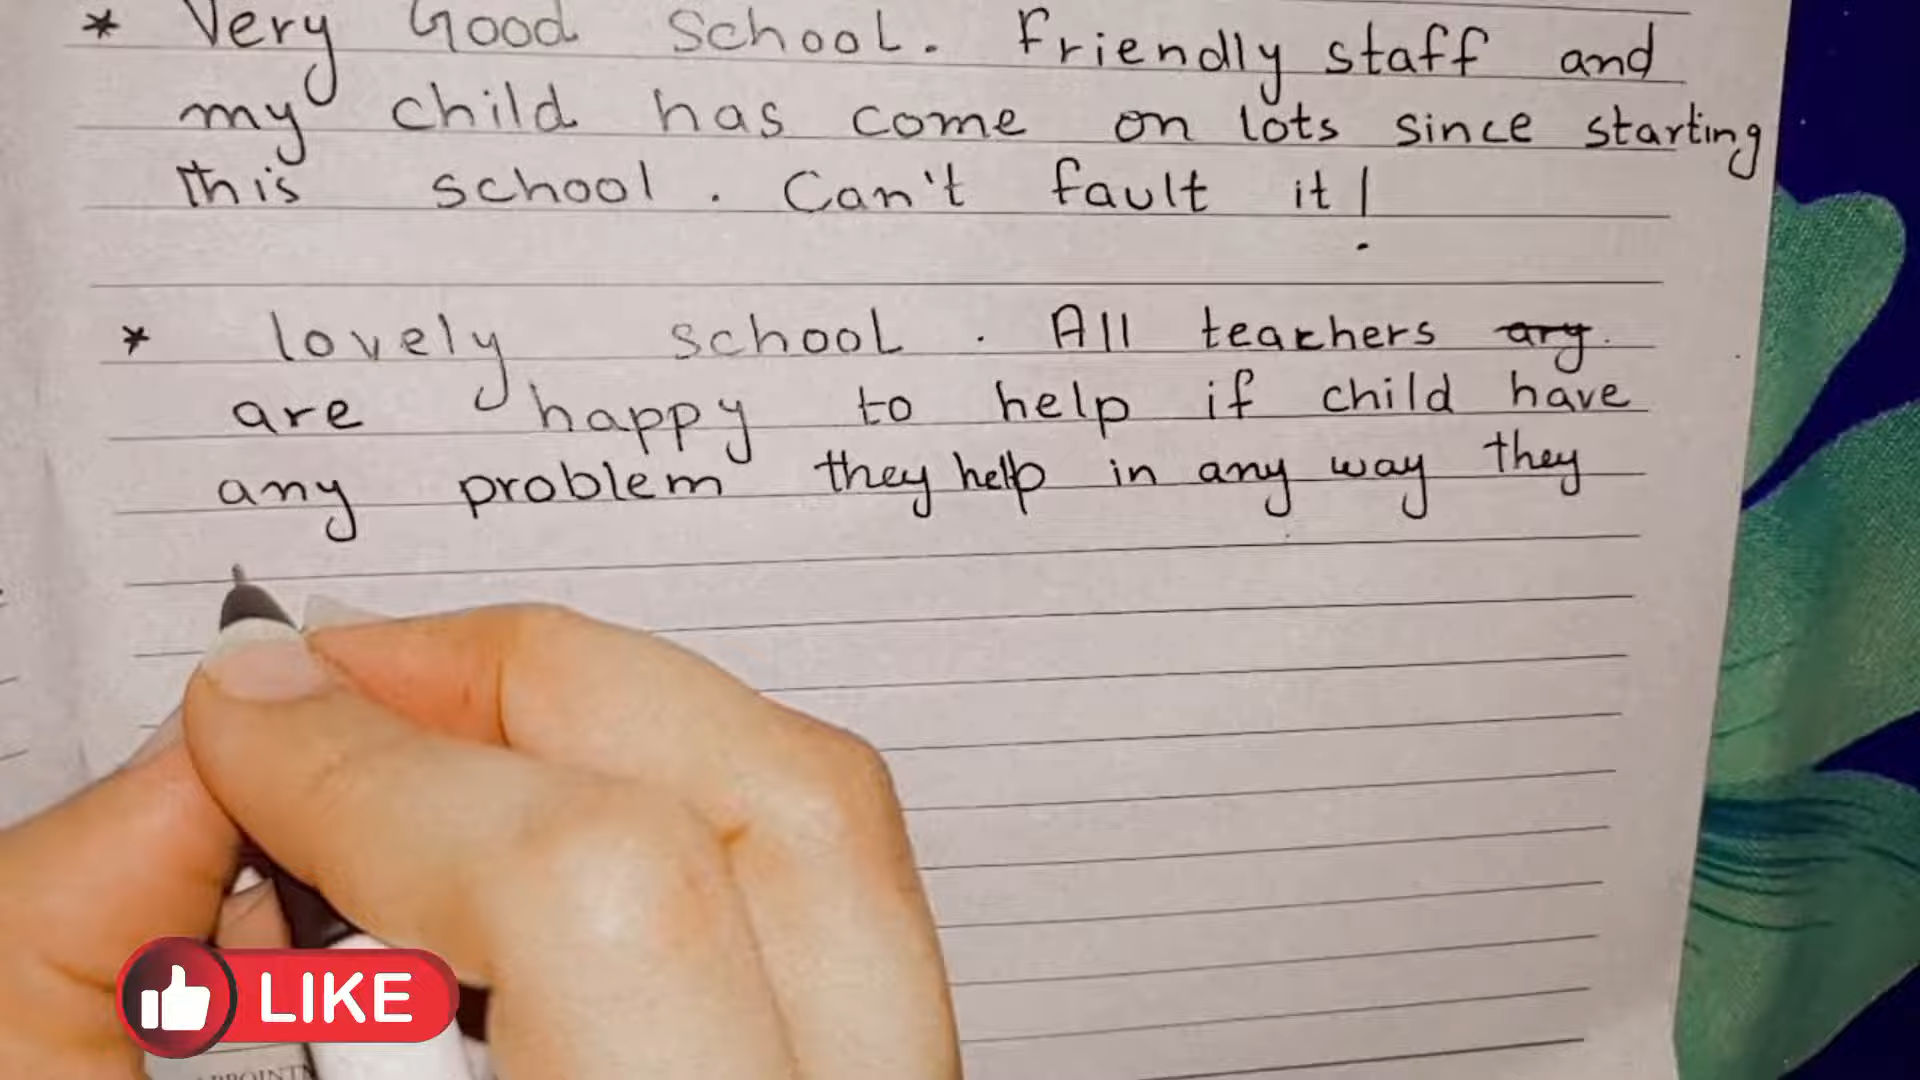 * Very Good School. Friendly staff and
my child has come on lots since starting
this school. Can't fault it!
* lovely school. All teachers ary.
are happy to help if child have
any problem they help in any way they
LIKE